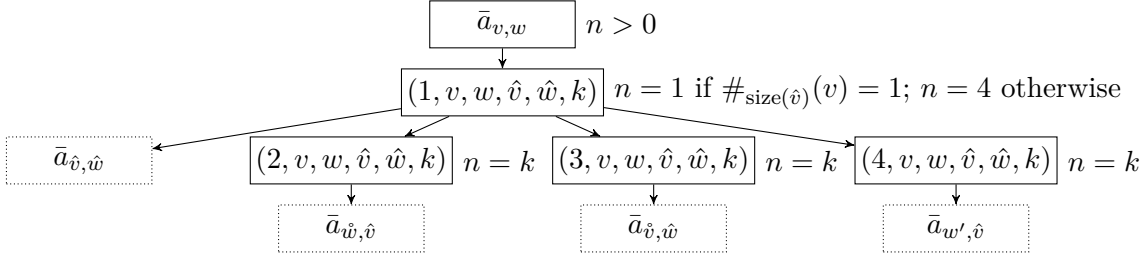 ā_{v,w} n > 0
(1, v, w, v̂, ŵ, k) n = 1 if #_{size(v̂)}(v) = 1; n = 4 otherwise
ā_{v̂,ŵ}
(2, v, w, v̂, ŵ, k) n = k
(3, v, w, v̂, ŵ, k) n = k
(4, v, w, v̂, ŵ, k) n = k
ā_{ẘ,v̂}
ā_{v̊,ŵ}
ā_{w′,v̂}